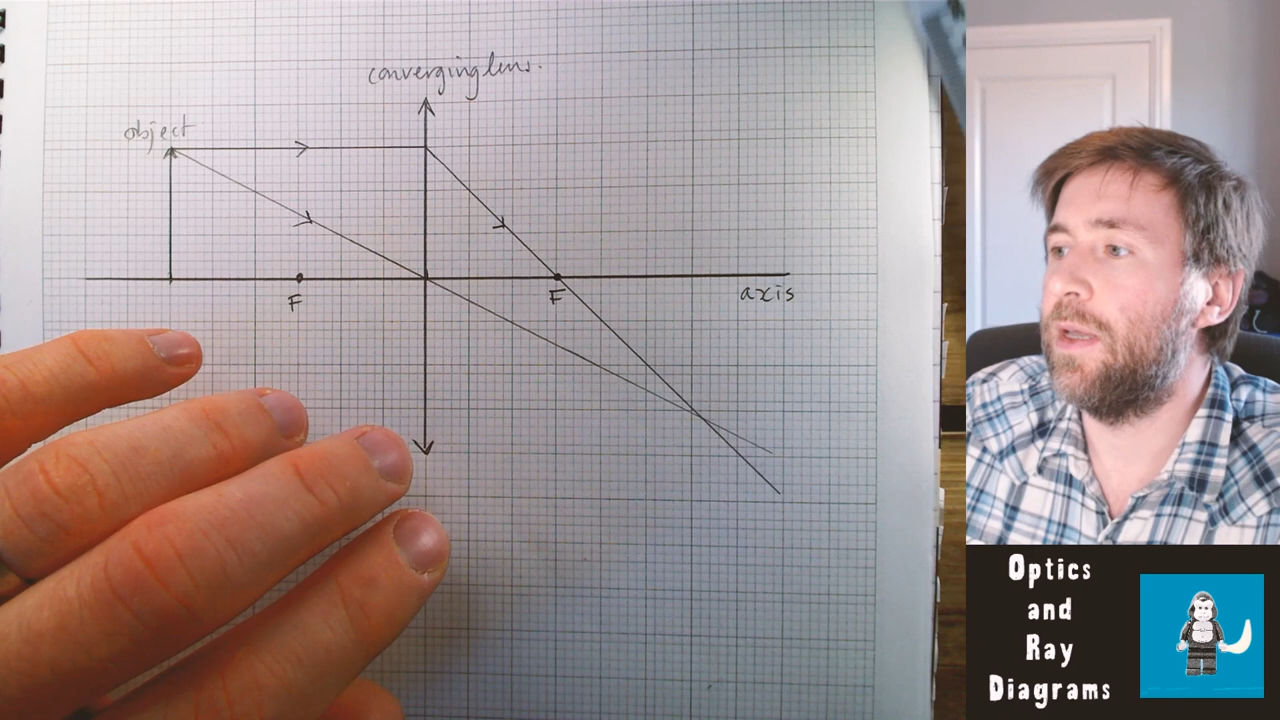 converging lens.
object
F
F
axis
Optics
and
Ray
Diagrams